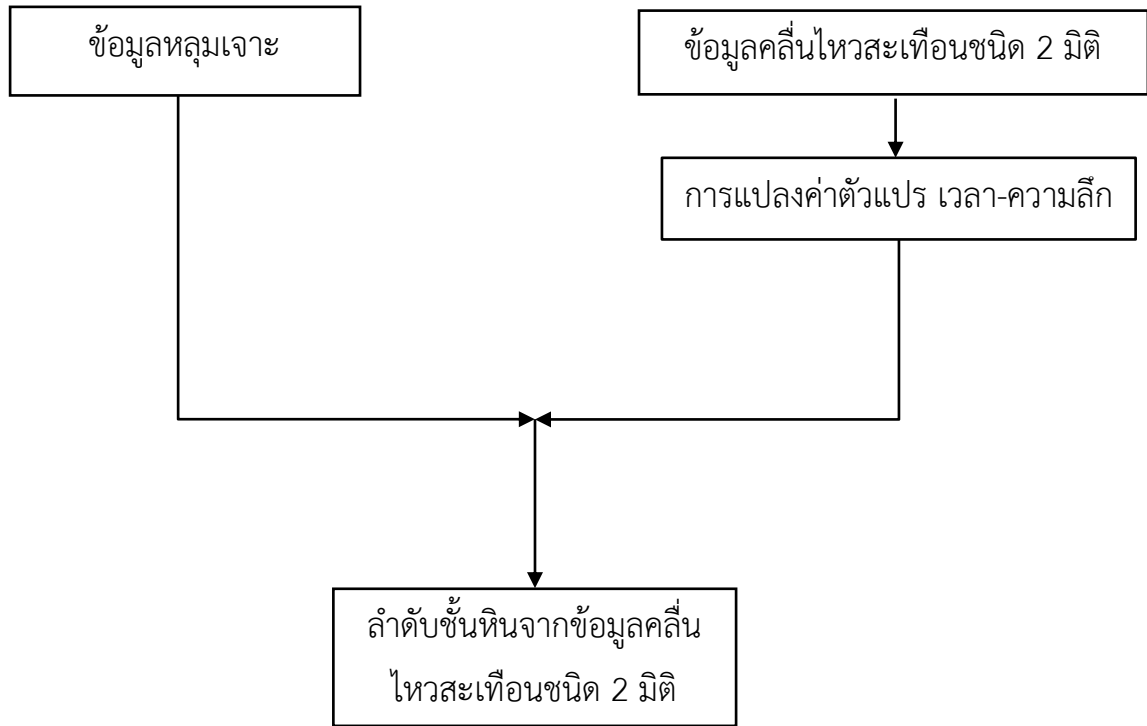 ข้อมูลหลุมเจาะ
ข้อมูลคลื่นไหวสะเทือนชนิด 2 มิติ
การแปลงค่าตัวแปร เวลา-ความลึก
ลำดับชั้นหินจากข้อมูลคลื่น
ไหวสะเทือนชนิด 2 มิติ